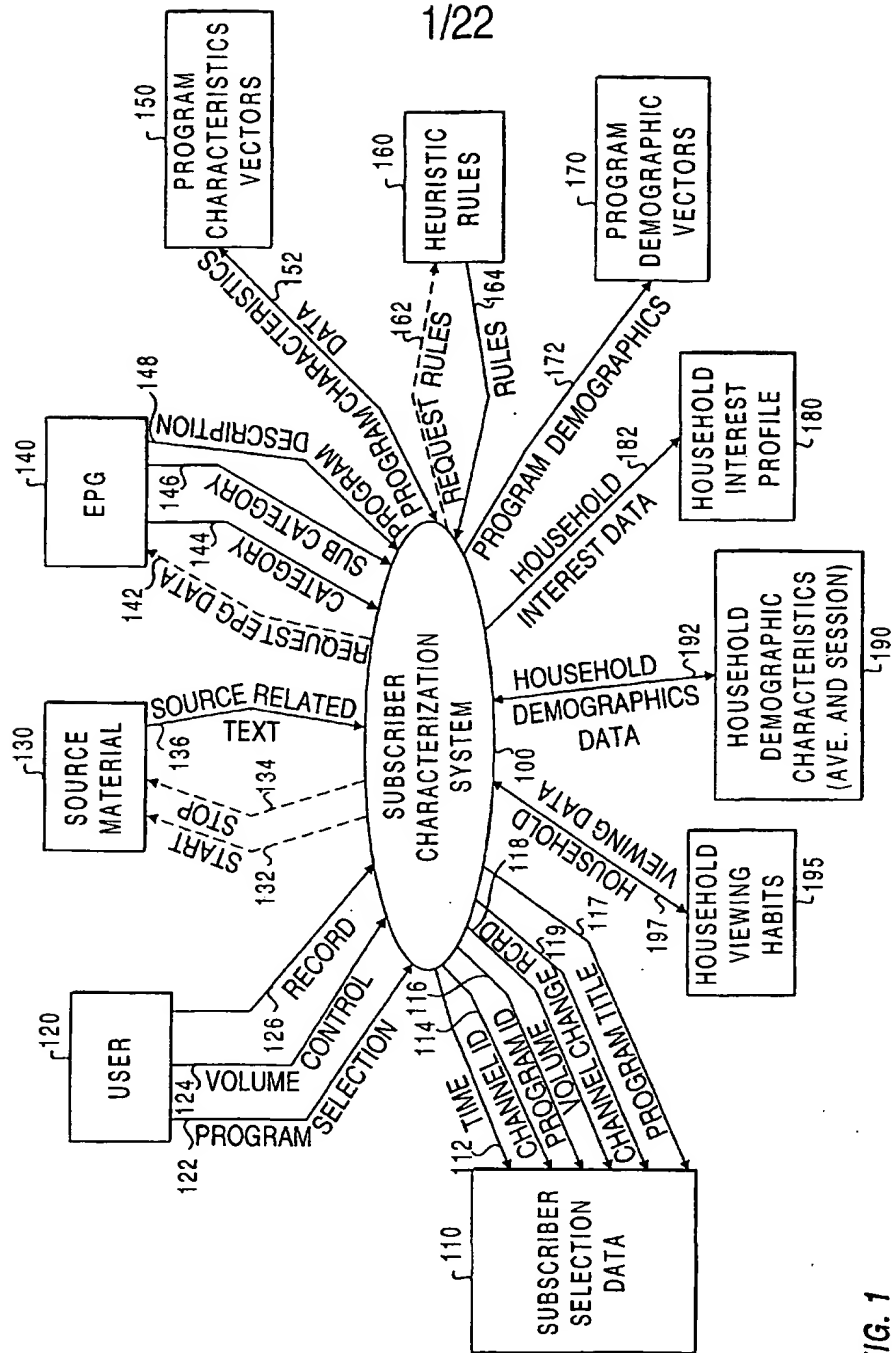 1/22
120
USER
122
PROGRAM
SELECTION
124
VOLUME CONTROL
126
RECORD
130
SOURCE
MATERIAL
START
132
STOP
134
136
SOURCE RELATED
TEXT
140
EPG
142
REQUEST EPG DATA
144
CATEGORY
146
SUB CATEGORY
148
PROGRAM DESCRIPTION
150
PROGRAM
CHARACTERISTICS
VECTORS
152
PROGRAM CHARACTERISTICS
DATA
160
HEURISTIC
RULES
162
REQUEST RULES
164
RULES
170
PROGRAM
DEMOGRAPHIC
VECTORS
172
PROGRAM DEMOGRAPHICS
180
HOUSEHOLD
INTEREST
PROFILE
182
HOUSEHOLD
INTEREST DATA
190
HOUSEHOLD
DEMOGRAPHIC
CHARACTERISTICS
(AVE. AND SESSION)
192
HOUSEHOLD
DEMOGRAPHICS
DATA
195
HOUSEHOLD
VIEWING
HABITS
197
HOUSEHOLD
VIEWING DATA
100
SUBSCRIBER
CHARACTERIZATION
SYSTEM
110
SUBSCRIBER
SELECTION
DATA
112
TIME
114
CHANNEL ID
116
PROGRAM ID
118
VOLUME CHANGE RCRD
119
CHANNEL CHANGE
117
PROGRAM TITLE
FIG. 1